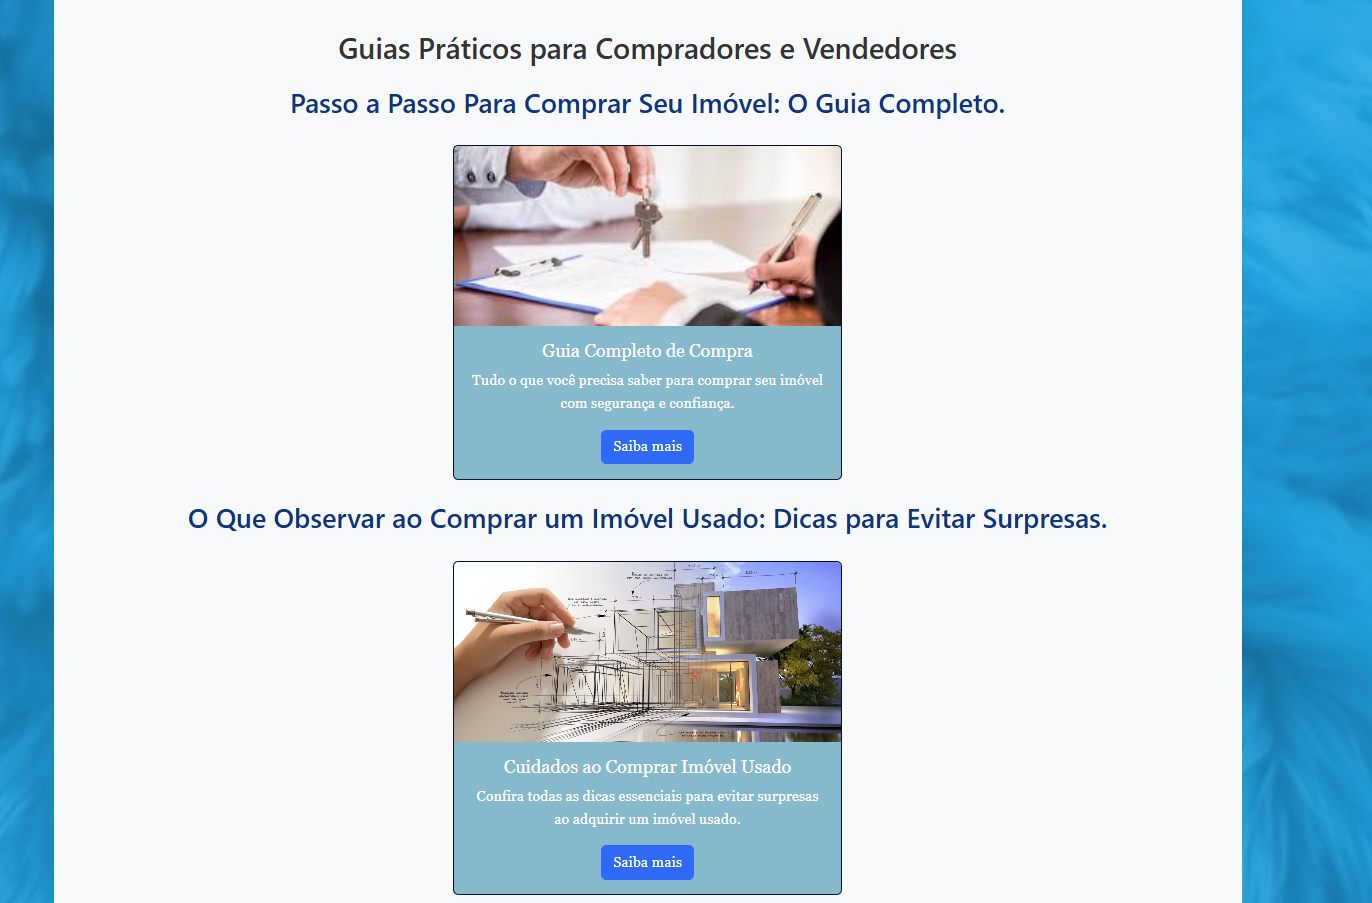 Guias Práticos para Compradores e Vendedores
Passo a Passo Para Comprar Seu Imóvel: O Guia Completo.
Guia Completo de Compra
Tudo o que você precisa saber para comprar seu imóvel
com segurança e confiança.
Saiba mais
O Que Observar ao Comprar um Imóvel Usado: Dicas para Evitar Surpresas.
Cuidados ao Comprar Imóvel Usado
Confira todas as dicas essenciais para evitar surpresas
ao adquirir um imóvel usado.
Saiba mais